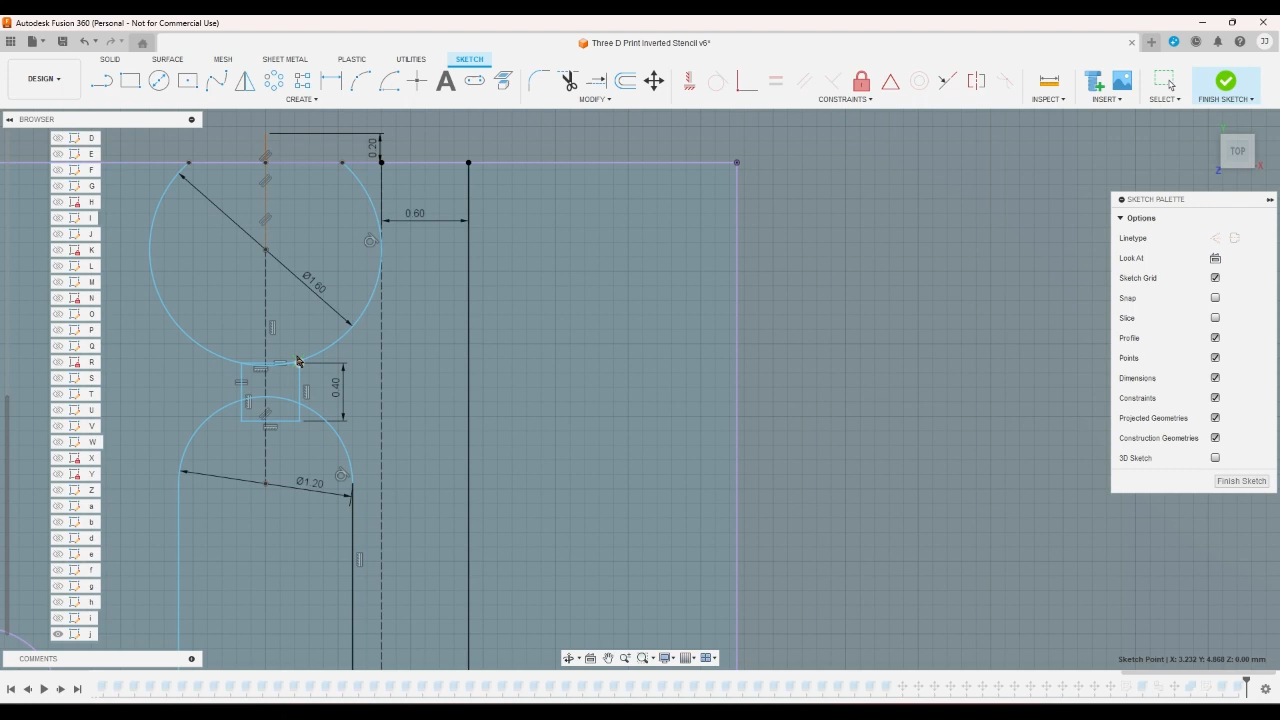 Autodesk Fusion 360 (Personal - Not for Commercial Use)
Three D Print Inverted Stencil v6*
JJ
DESIGN
SOLID SURFACE MESH SHEET METAL PLASTIC UTILITIES SKETCH
CREATE MODIFY CONSTRAINTS INSPECT INSERT SELECT FINISH SKETCH
BROWSER
D
E
F
G
H
I
J
K
L
M
N
O
P
Q
R
S
T
U
V
W
X
Y
Z
a
b
d
e
f
g
h
i
j
0.20
0.60
Ø1.60
0.40
Ø1.20
TOP
Y
X
Z
SKETCH PALETTE
Options
Linetype
Look At
Sketch Grid
Snap
Slice
Profile
Points
Dimensions
Constraints
Projected Geometries
Construction Geometries
3D Sketch
Finish Sketch
COMMENTS
Sketch Point | X: 3.232 Y: 4.868 Z: 0.00 mm